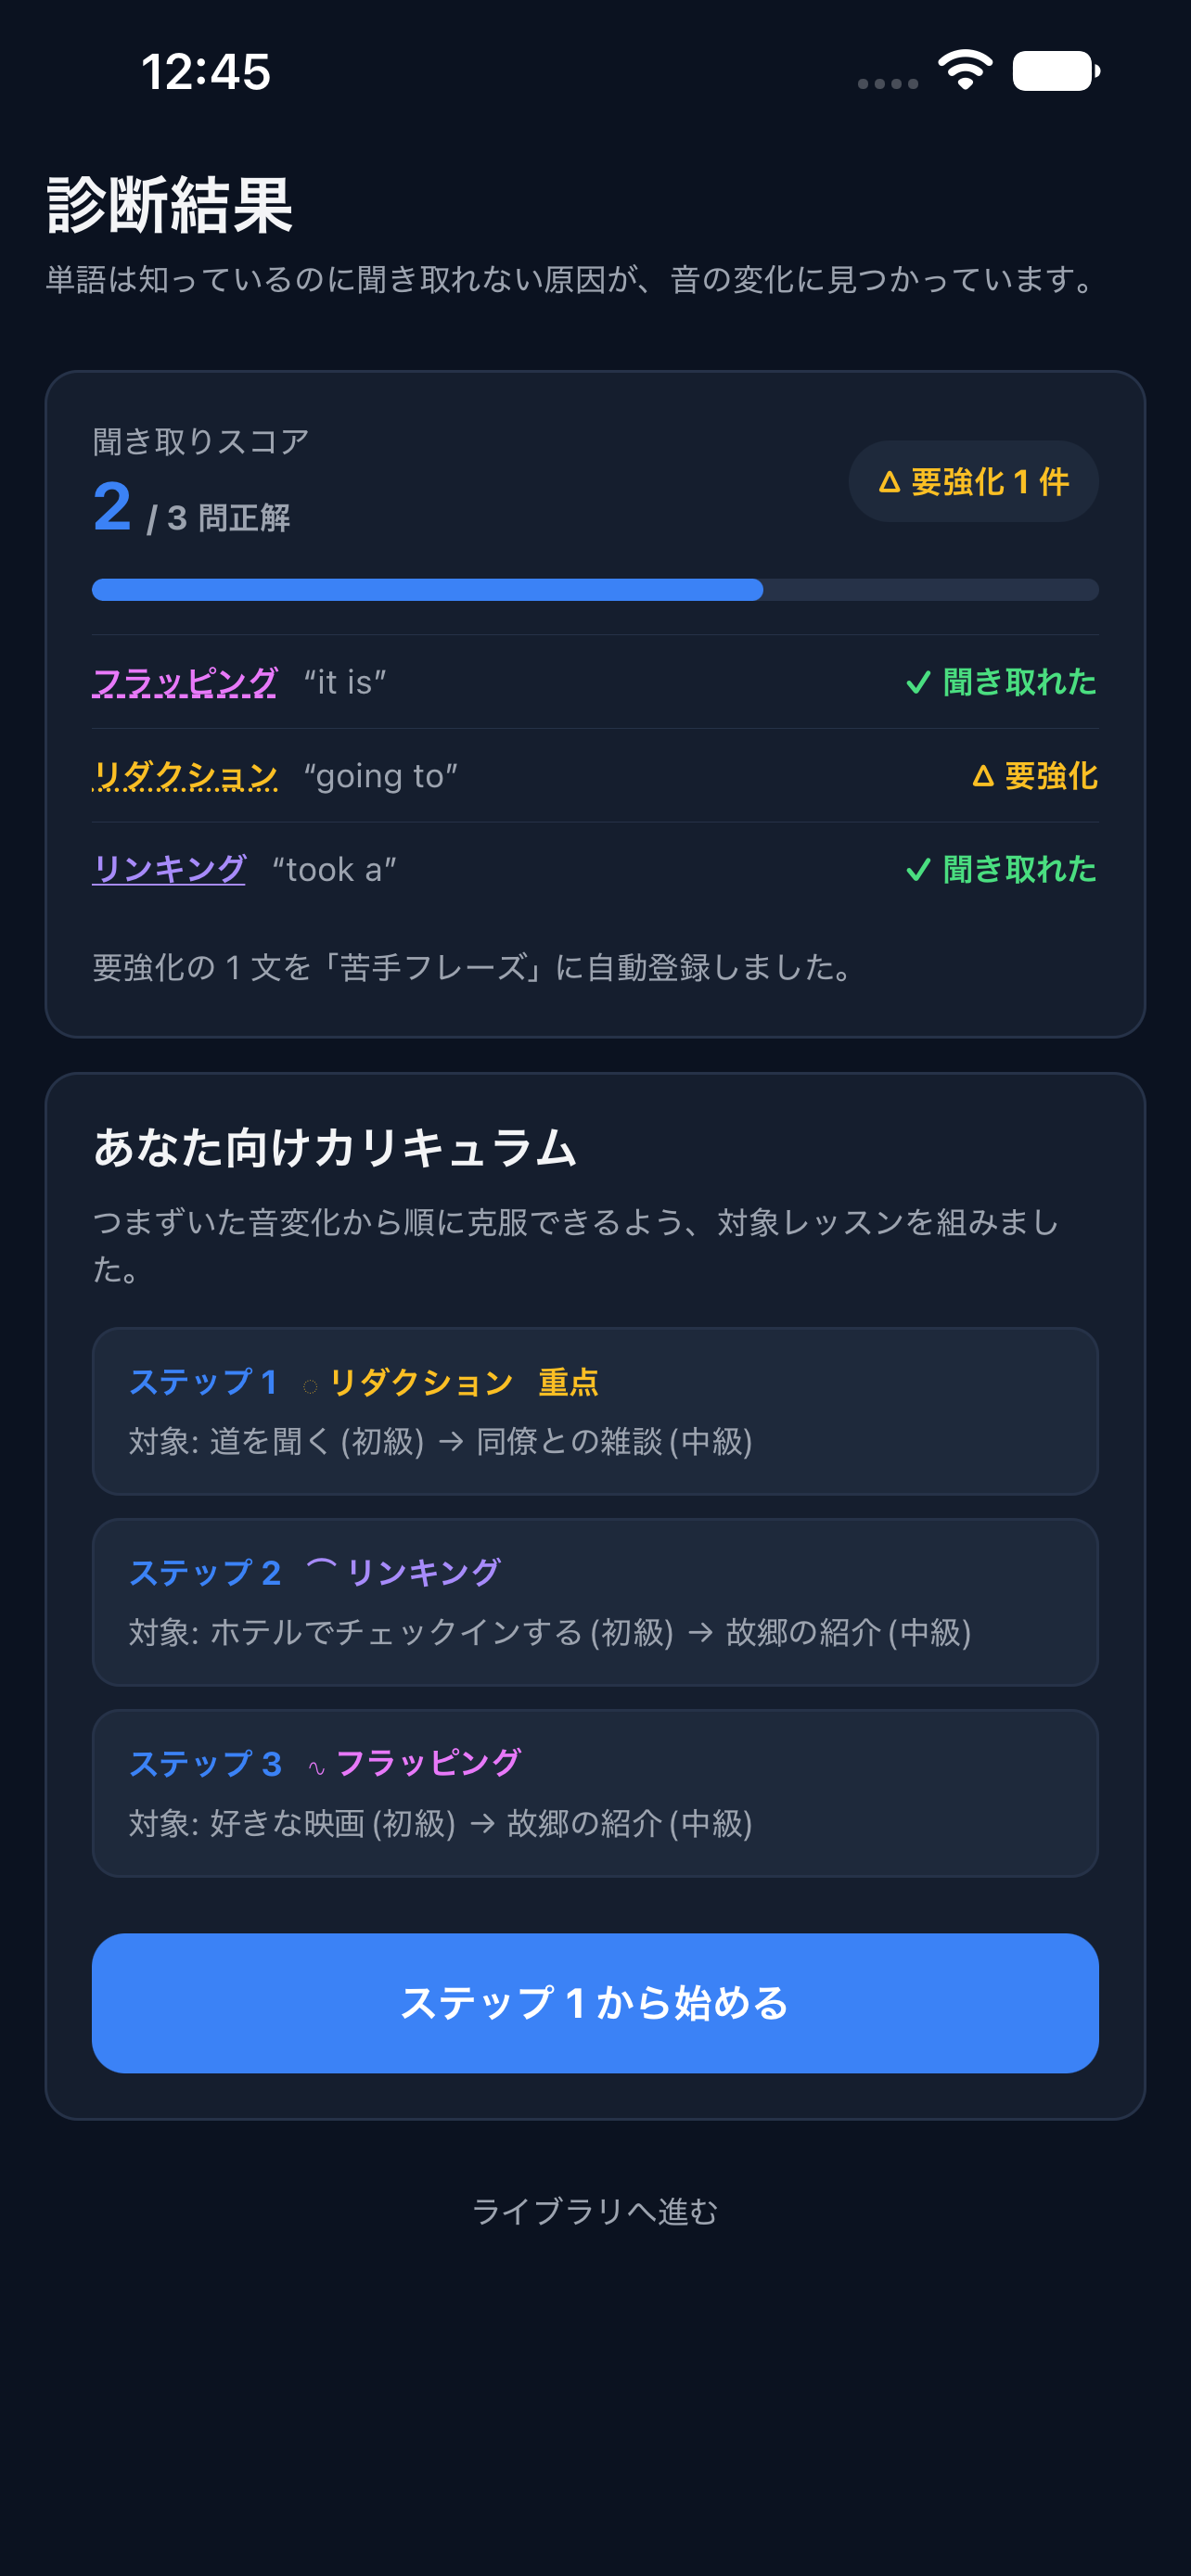 12:45
診断結果
単語は知っているのに聞き取れない原因が、音の変化に見つかっています。
聞き取りスコア
2 / 3 問正解
△ 要強化 1 件
フラッピング “it is” ✓ 聞き取れた
リダクション “going to” △ 要強化
リンキング “took a” ✓ 聞き取れた
要強化の 1 文を「苦手フレーズ」に自動登録しました。
あなた向けカリキュラム
つまずいた音変化から順に克服できるよう、対象レッスンを組みまし
た。
ステップ 1 ◌ リダクション 重点
対象: 道を聞く (初級) → 同僚との雑談 (中級)
ステップ 2 ⌒ リンキング
対象: ホテルでチェックインする (初級) → 故郷の紹介 (中級)
ステップ 3 ∿ フラッピング
対象: 好きな映画 (初級) → 故郷の紹介 (中級)
ステップ 1 から始める
ライブラリへ進む